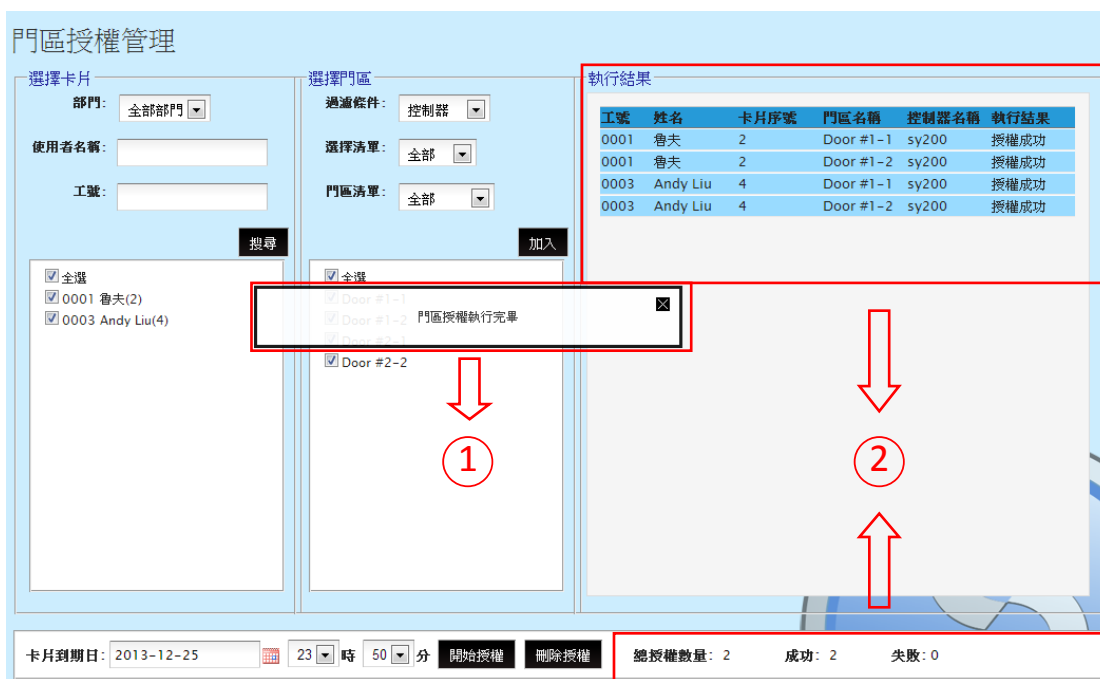 門區授權管理
選擇卡片
部門: 全部部門
使用者名稱:
工號:
搜尋
全選
0001 魯夫(2)
0003 Andy Liu(4)
選擇門區
過濾條件: 控制器
選擇清單: 全部
門區清單: 全部
加入
全選
Door #1-1
Door #1-2
Door #2-1
Door #2-2
門區授權執行完畢
1
執行結果
工號 姓名 卡片序號 門區名稱 控制器名稱 執行結果
0001 魯夫 2 Door #1-1 sy200 授權成功
0001 魯夫 2 Door #1-2 sy200 授權成功
0003 Andy Liu 4 Door #1-1 sy200 授權成功
0003 Andy Liu 4 Door #1-2 sy200 授權成功
2
卡片到期日: 2013-12-25 23 時 50 分 開始授權 刪除授權 總授權數量: 2 成功: 2 失敗: 0